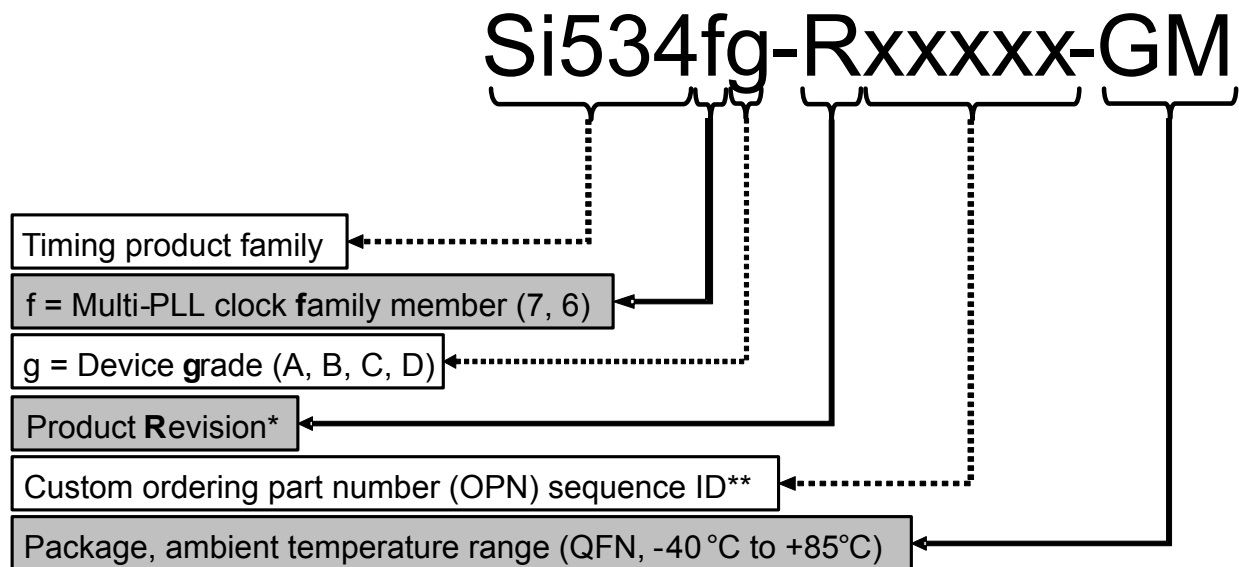 Si534fg-Rxxxxx-GM
Timing product family
f = Multi-PLL clock family member (7, 6)
g = Device grade (A, B, C, D)
Product Revision*
Custom ordering part number (OPN) sequence ID**
Package, ambient temperature range (QFN, -40 °C to +85°C)